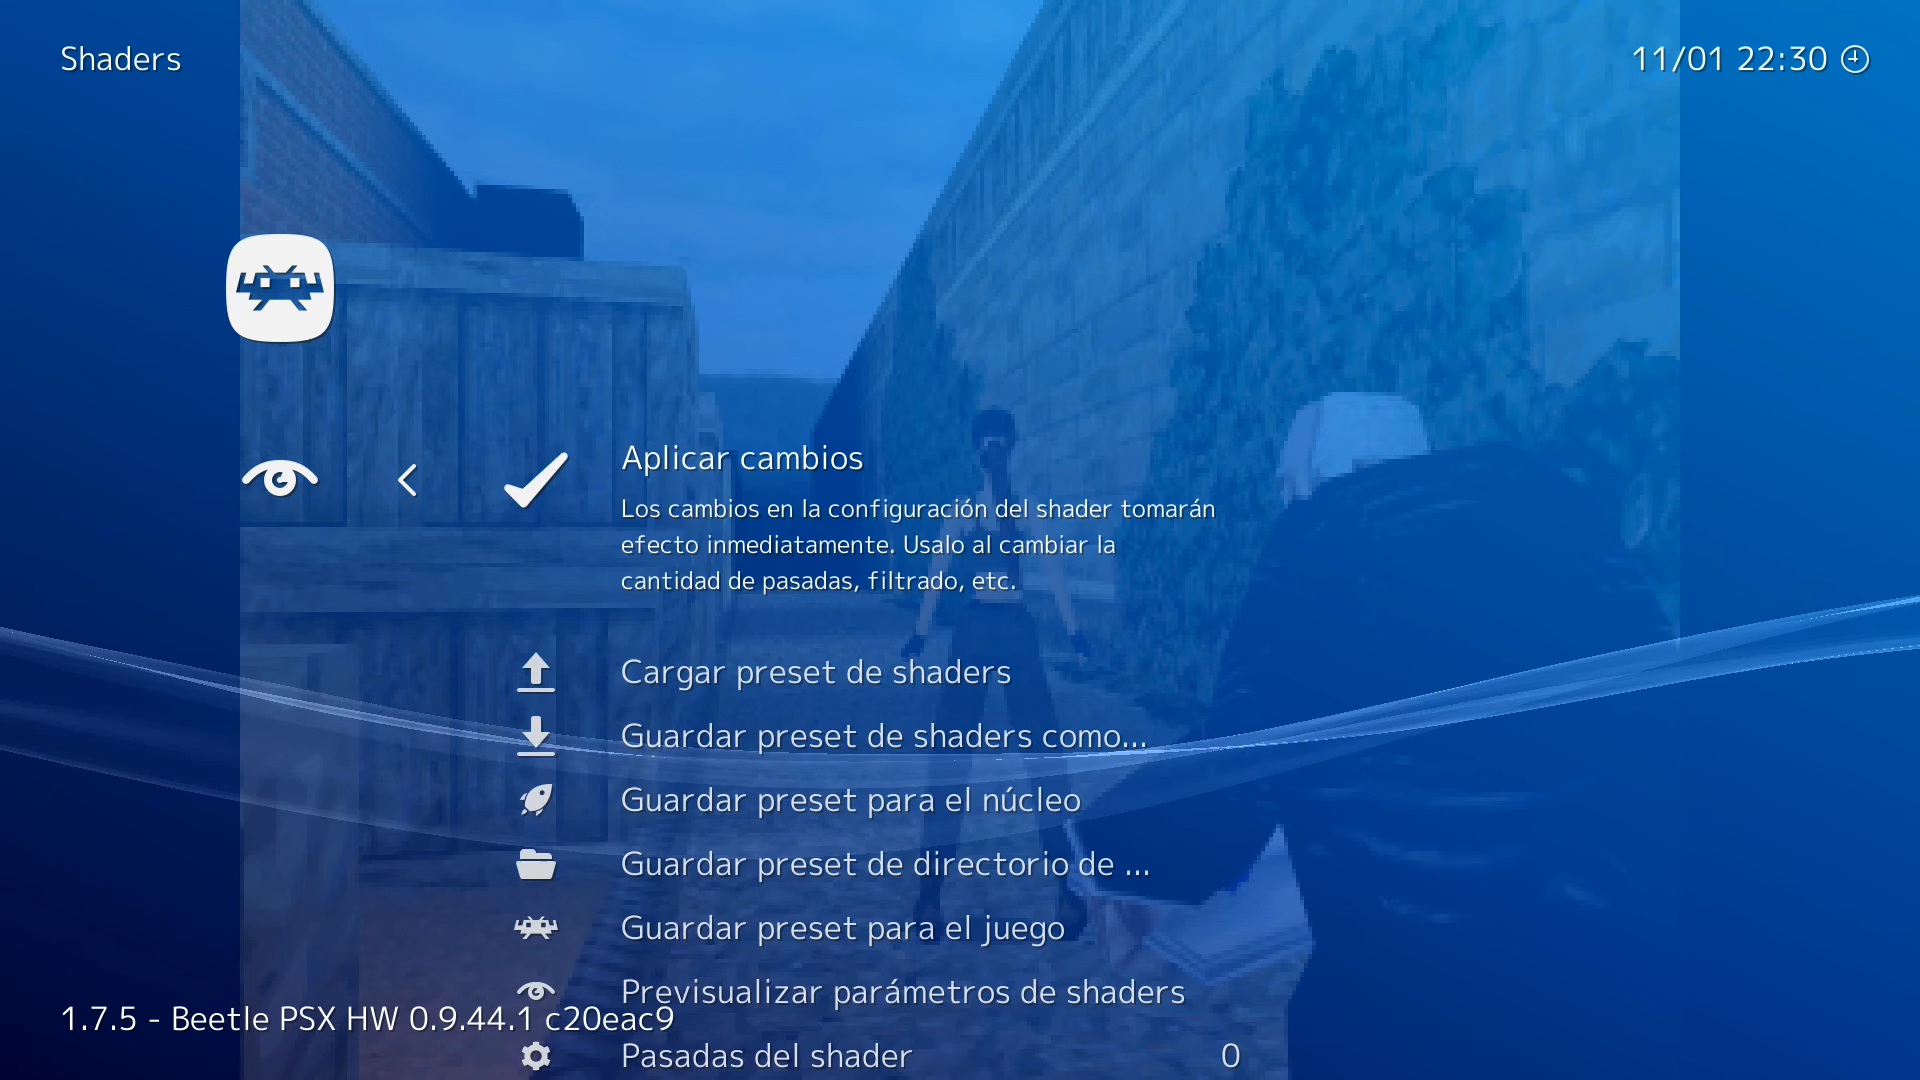 Shaders
11/01 22:30
Aplicar cambios
Los cambios en la configuración del shader tomarán
efecto inmediatamente. Usalo al cambiar la
cantidad de pasadas, filtrado, etc.
Cargar preset de shaders
Guardar preset de shaders como...
Guardar preset para el núcleo
Guardar preset de directorio de ...
Guardar preset para el juego
Previsualizar parámetros de shaders
1.7.5 - Beetle PSX HW 0.9.44.1 c20eac9
Pasadas del shader 0